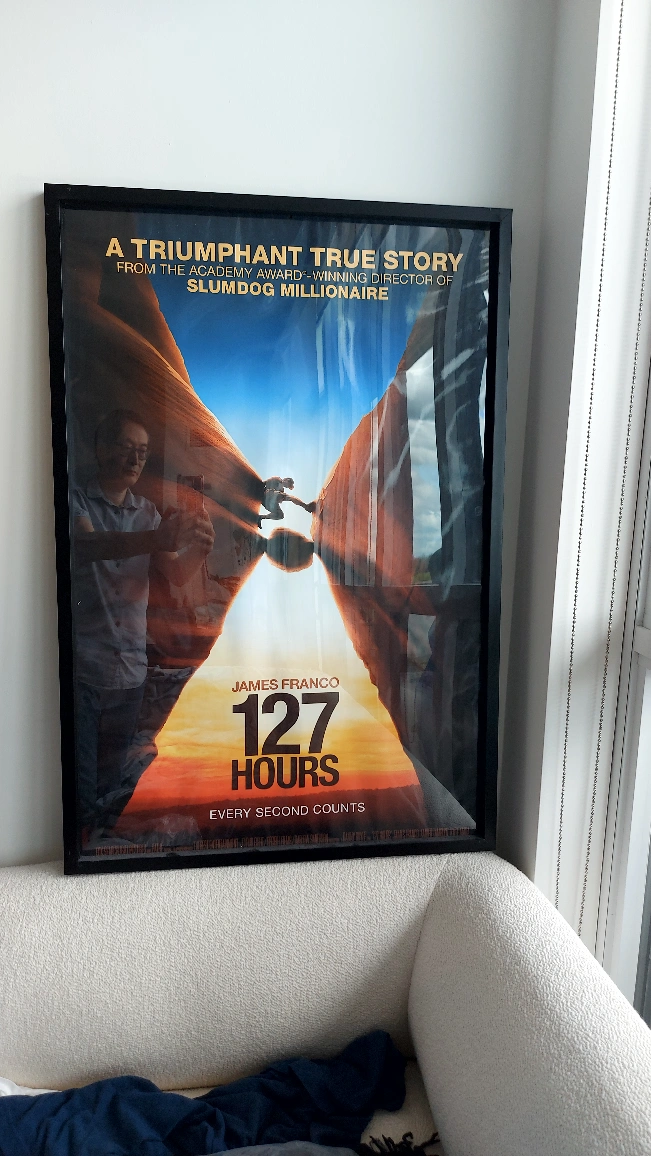 A TRIUMPHANT TRUE STORY
FROM THE ACADEMY AWARD®-WINNING DIRECTOR OF
SLUMDOG MILLIONAIRE
JAMES FRANCO
127
HOURS
EVERY SECOND COUNTS